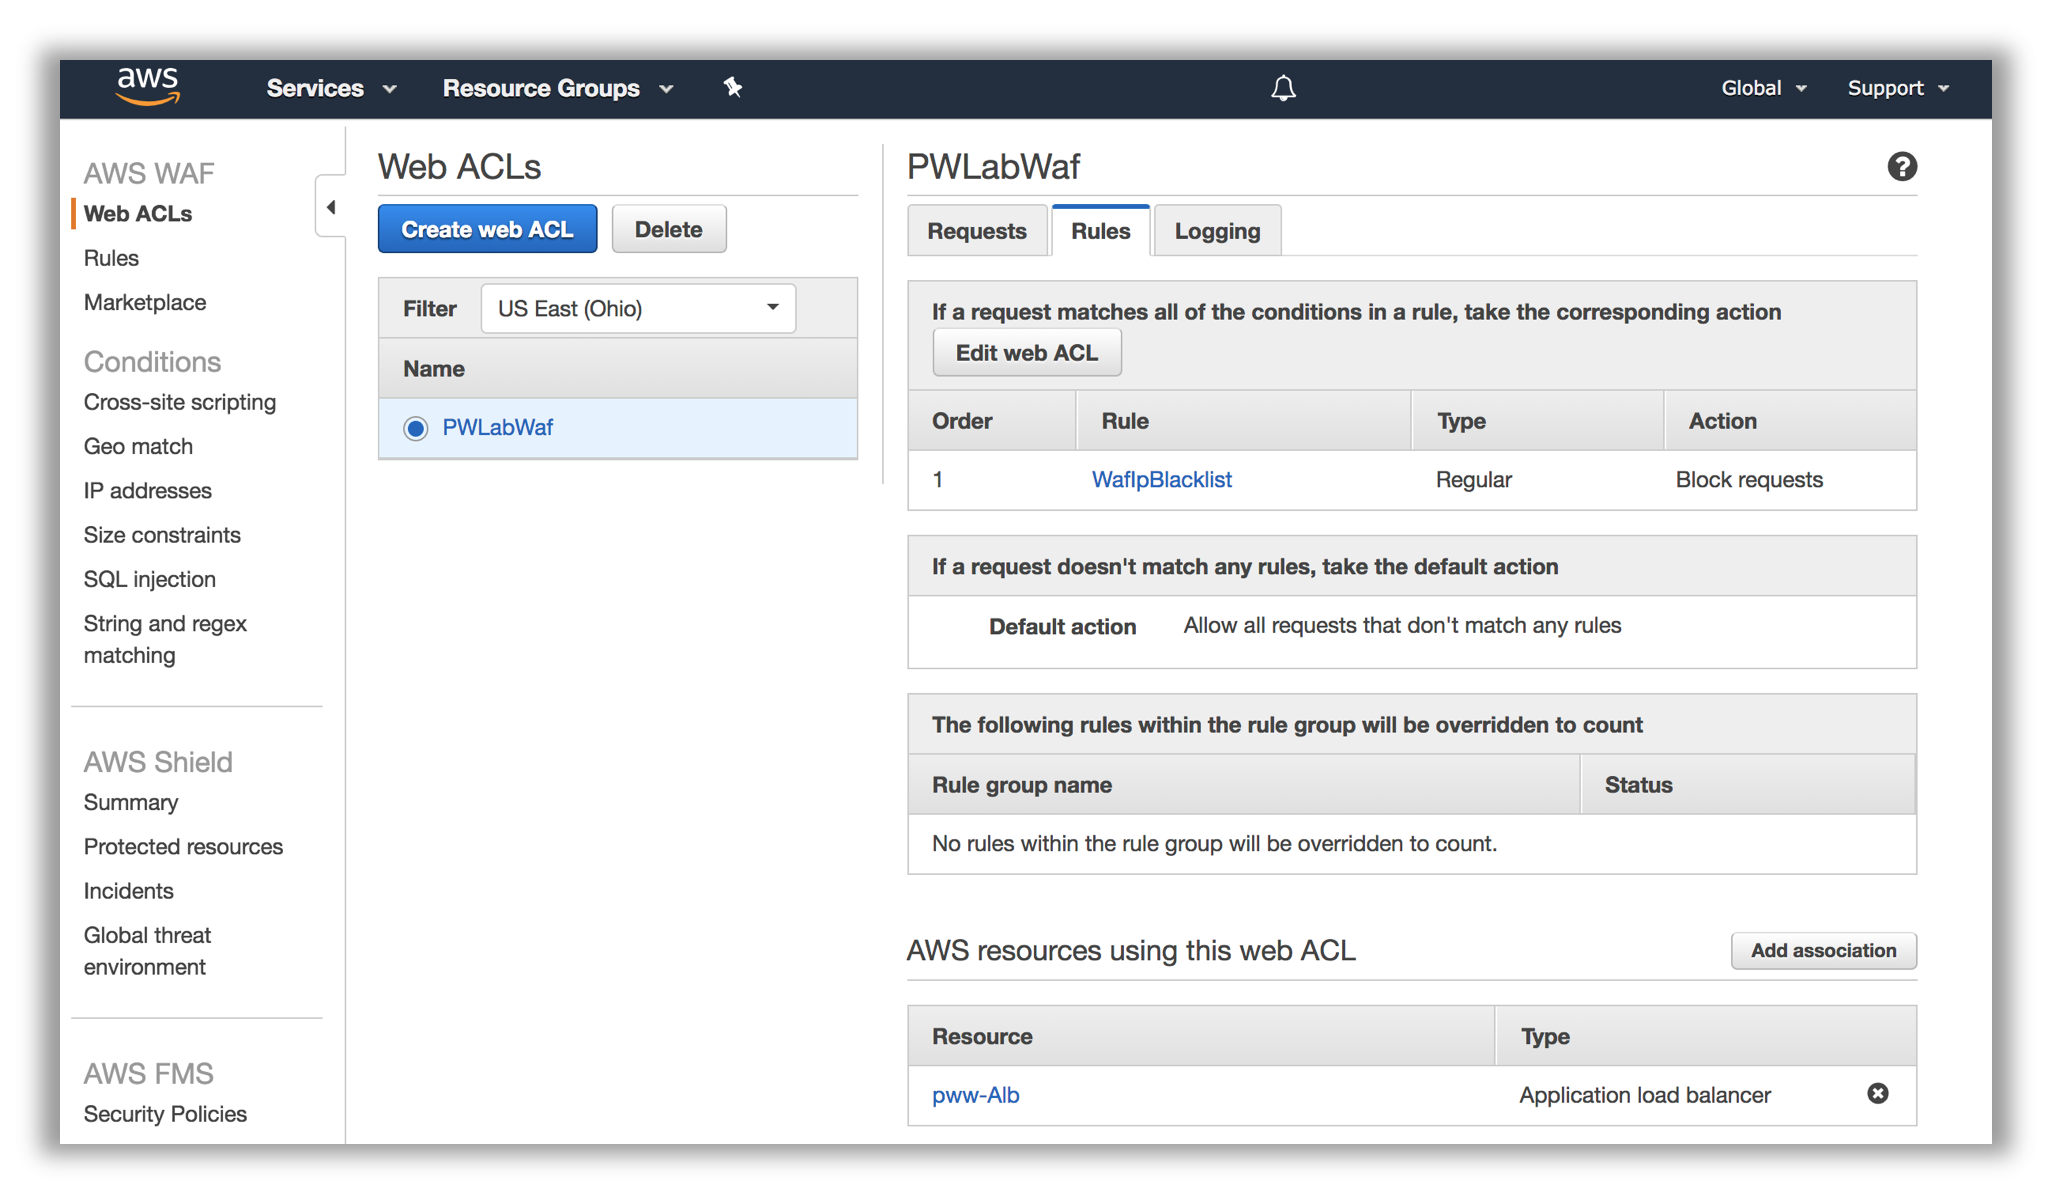 aws
Services
Resource Groups
Global
Support
AWS WAF
Web ACLs
Rules
Marketplace
Conditions
Cross-site scripting
Geo match
IP addresses
Size constraints
SQL injection
String and regex
matching
AWS Shield
Summary
Protected resources
Incidents
Global threat
environment
AWS FMS
Security Policies
Web ACLs
Create web ACL
Delete
Filter
US East (Ohio)
Name
PWLabWaf
PWLabWaf
?
Requests
Rules
Logging
If a request matches all of the conditions in a rule, take the corresponding action
Edit web ACL
Order Rule Type Action
1 WafIpBlacklist Regular Block requests
If a request doesn't match any rules, take the default action
Default action Allow all requests that don't match any rules
The following rules within the rule group will be overridden to count
Rule group name Status
No rules within the rule group will be overridden to count.
AWS resources using this web ACL
Add association
Resource Type
pww-Alb Application load balancer